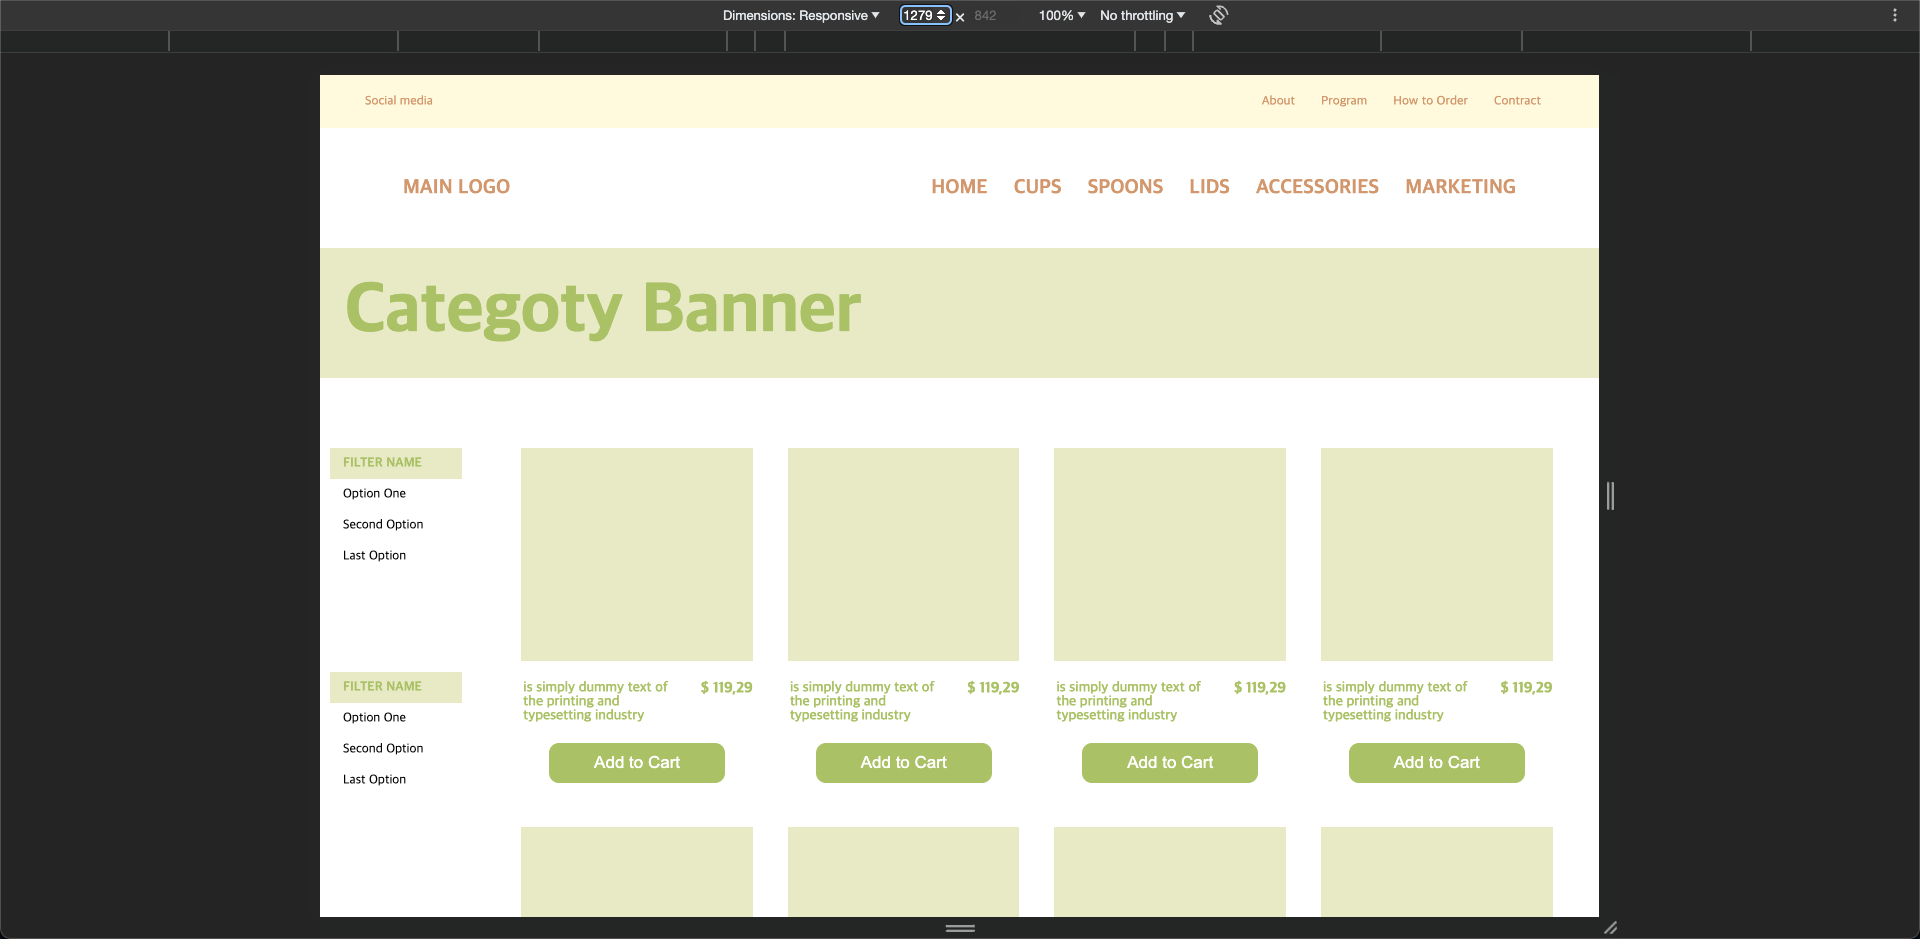 Dimensions: Responsive 1279 × 842 100% No throttling
Social media About Program How to Order Contract
MAIN LOGO HOME CUPS SPOONS LIDS ACCESSORIES MARKETING
Categoty Banner
FILTER NAME
Option One
Second Option
Last Option
FILTER NAME
Option One
Second Option
Last Option
is simply dummy text of $ 119,29
the printing and
typesetting industry
Add to Cart
is simply dummy text of $ 119,29
the printing and
typesetting industry
Add to Cart
is simply dummy text of $ 119,29
the printing and
typesetting industry
Add to Cart
is simply dummy text of $ 119,29
the printing and
typesetting industry
Add to Cart